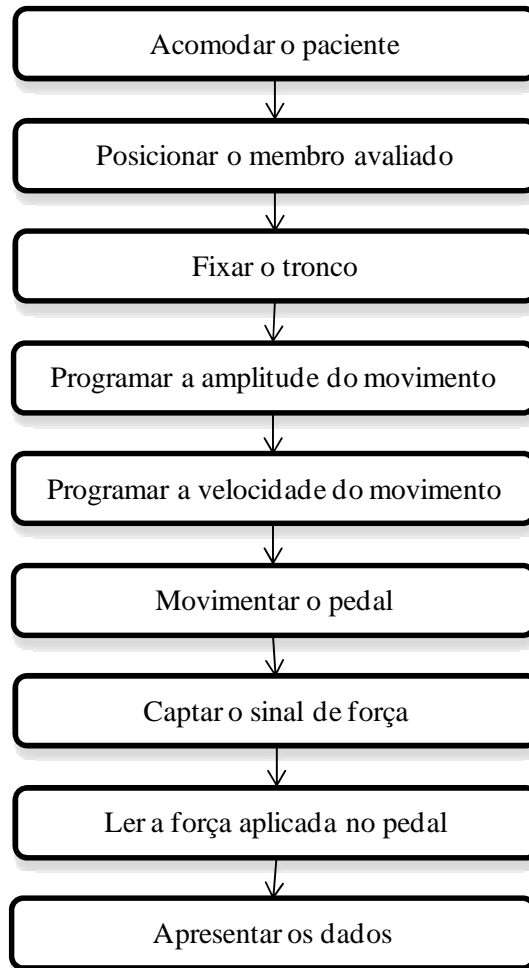 Acomodar o paciente
Posicionar o membro avaliado
Fixar o tronco
Programar a amplitude do movimento
Programar a velocidade do movimento
Movimentar o pedal
Captar o sinal de força
Ler a força aplicada no pedal
Apresentar os dados